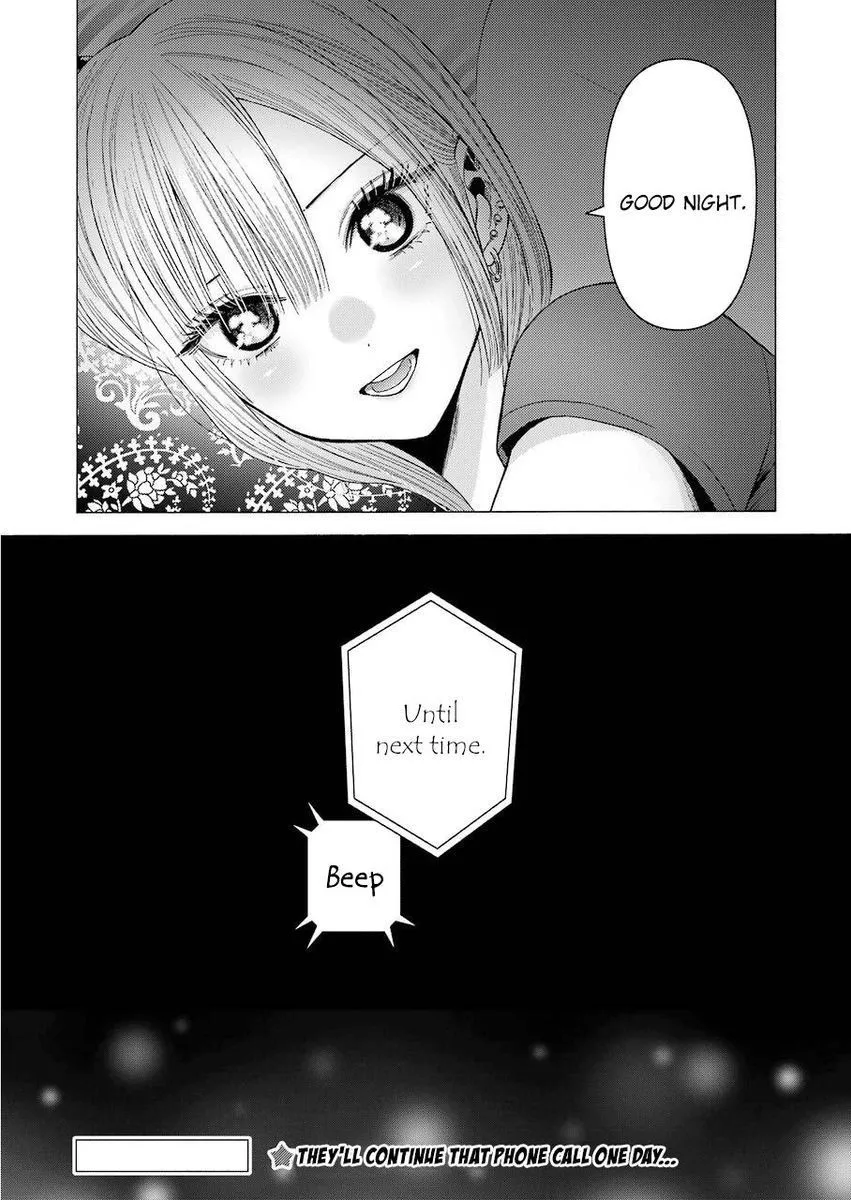 GOOD NIGHT.
Until
next time.
Beep
THEY'LL CONTINUE THAT PHONE CALL ONE DAY...